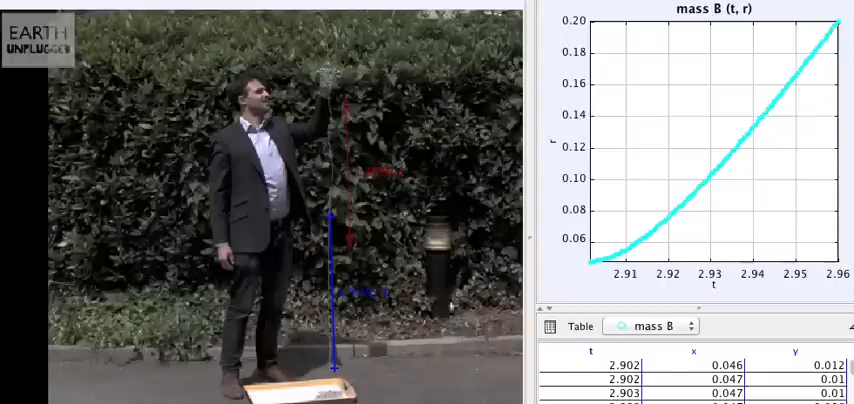 EARTH
UNPLUGGED
mass B (t, r)
0.20
0.18
0.16
0.14
0.12
0.10
0.08
0.06
r
2.91 2.92 2.93 2.94 2.95 2.96
t
Table mass B
t x y
2.902 0.046 0.012
2.902 0.047 0.01
2.903 0.047 0.01